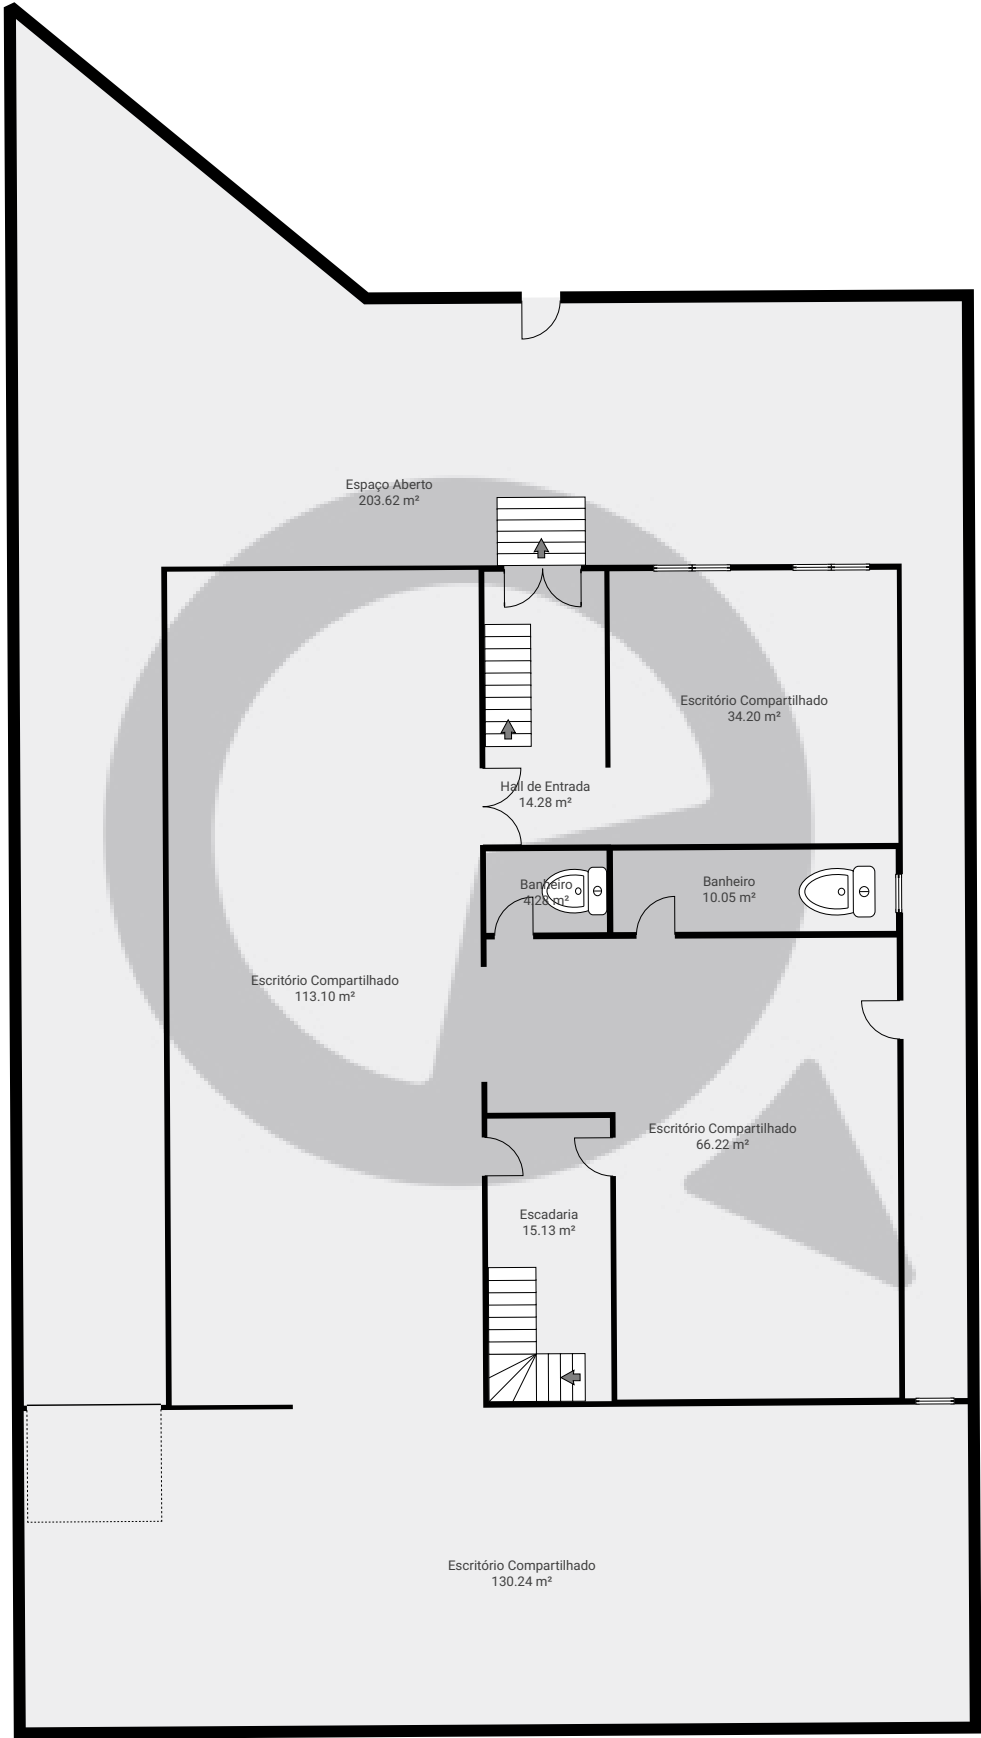 Espaço Aberto
203.62 m²
Escritório Compartilhado
34.20 m²
Hall de Entrada
14.28 m²
Banheiro
4.28 m²
Banheiro
10.05 m²
Escritório Compartilhado
113.10 m²
Escritório Compartilhado
66.22 m²
Escadaria
15.13 m²
Escritório Compartilhado
130.24 m²